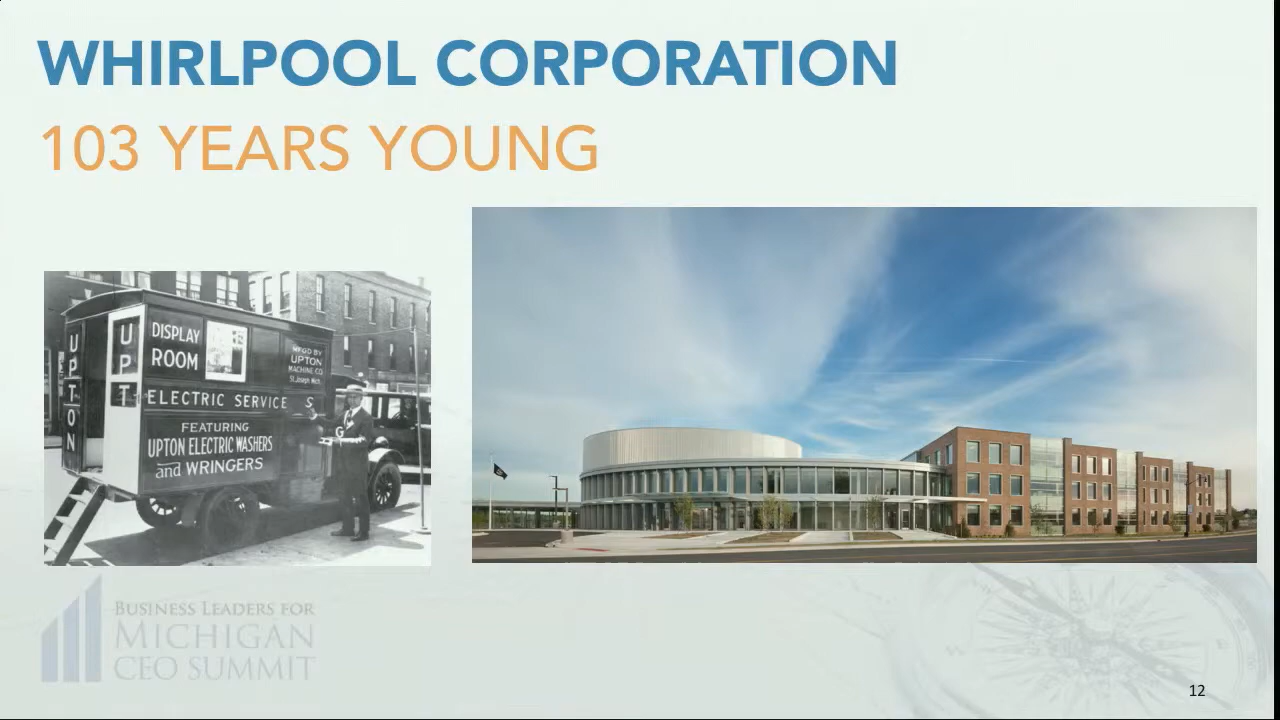 WHIRLPOOL CORPORATION
103 YEARS YOUNG
UPTON
UPT
DISPLAY
ROOM
MF'G'D BY
UPTON
MACHINE CO.
St. Joseph Mich.
ELECTRIC SERVICE
FEATURING
UPTON ELECTRIC WASHERS
and WRINGERS
BUSINESS LEADERS FOR
MICHIGAN
CEO SUMMIT
12